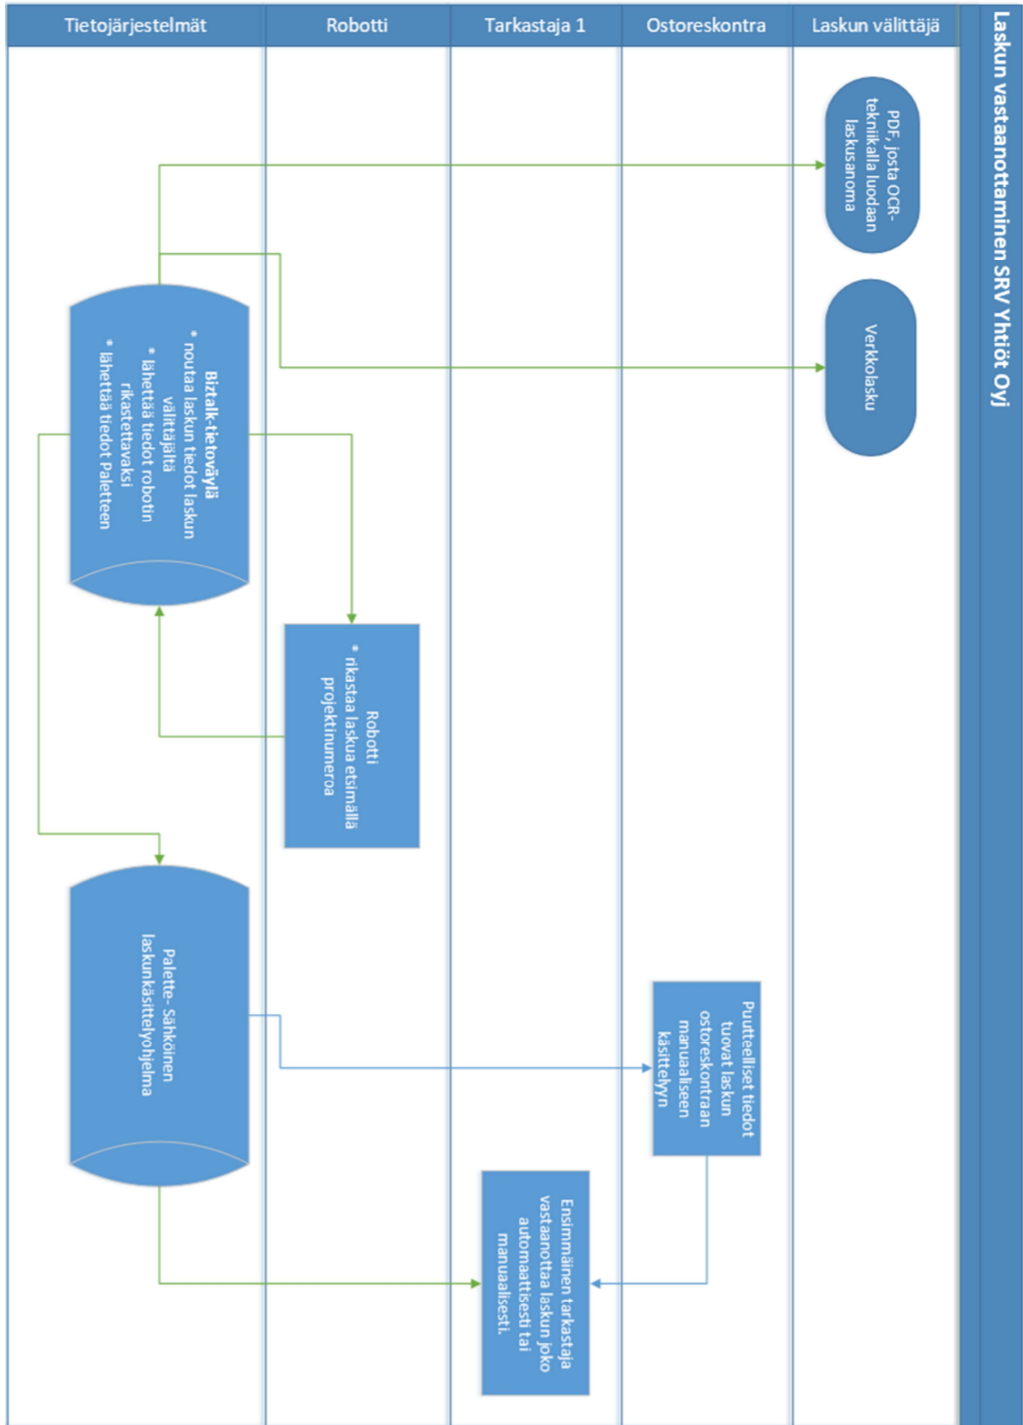 Laskun vastaanottaminen SRV Yhtiöt Oyj
Laskun välittäjä
PDF, josta OCR-
tekniikalla luodaan
laskusanoma
Verkkolasku
Ostoreskontra
Puutteelliset tiedot
tuovat laskun
ostoreskontraan
manuaaliseen
käsittelyyn
Tarkastaja 1
Ensimmäinen tarkastaja
vastaanottaa laskun joko
automaattisesti tai
manuaalisesti.
Robotti
Robotti
* rikastaa laskua etsimällä
projektinumeroa
Tietojärjestelmät
Biztalk-tietoväylä
* noutaa laskun tiedot laskun
välittäjältä
* lähettää tiedot robotin
rikastettavaksi
* lähettää tiedot Paletteen
Palette- Sähköinen
laskunkäsittelyohjelma